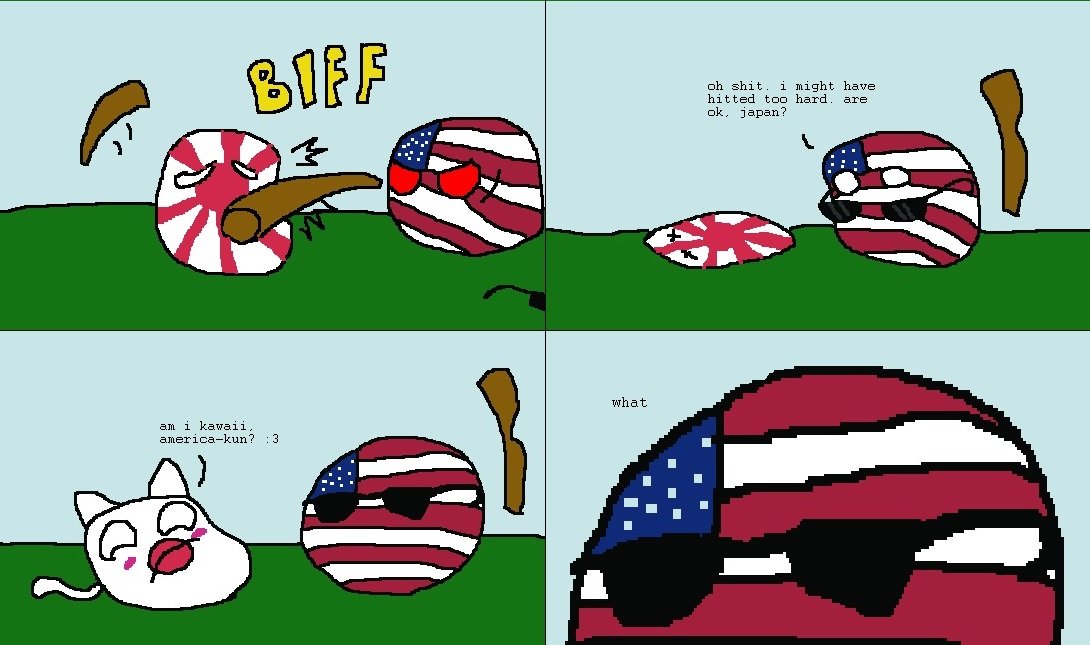 BIFF
oh shit. i might have
hitted too hard. are
ok, japan?
am i kawaii,
america-kun? :3
what